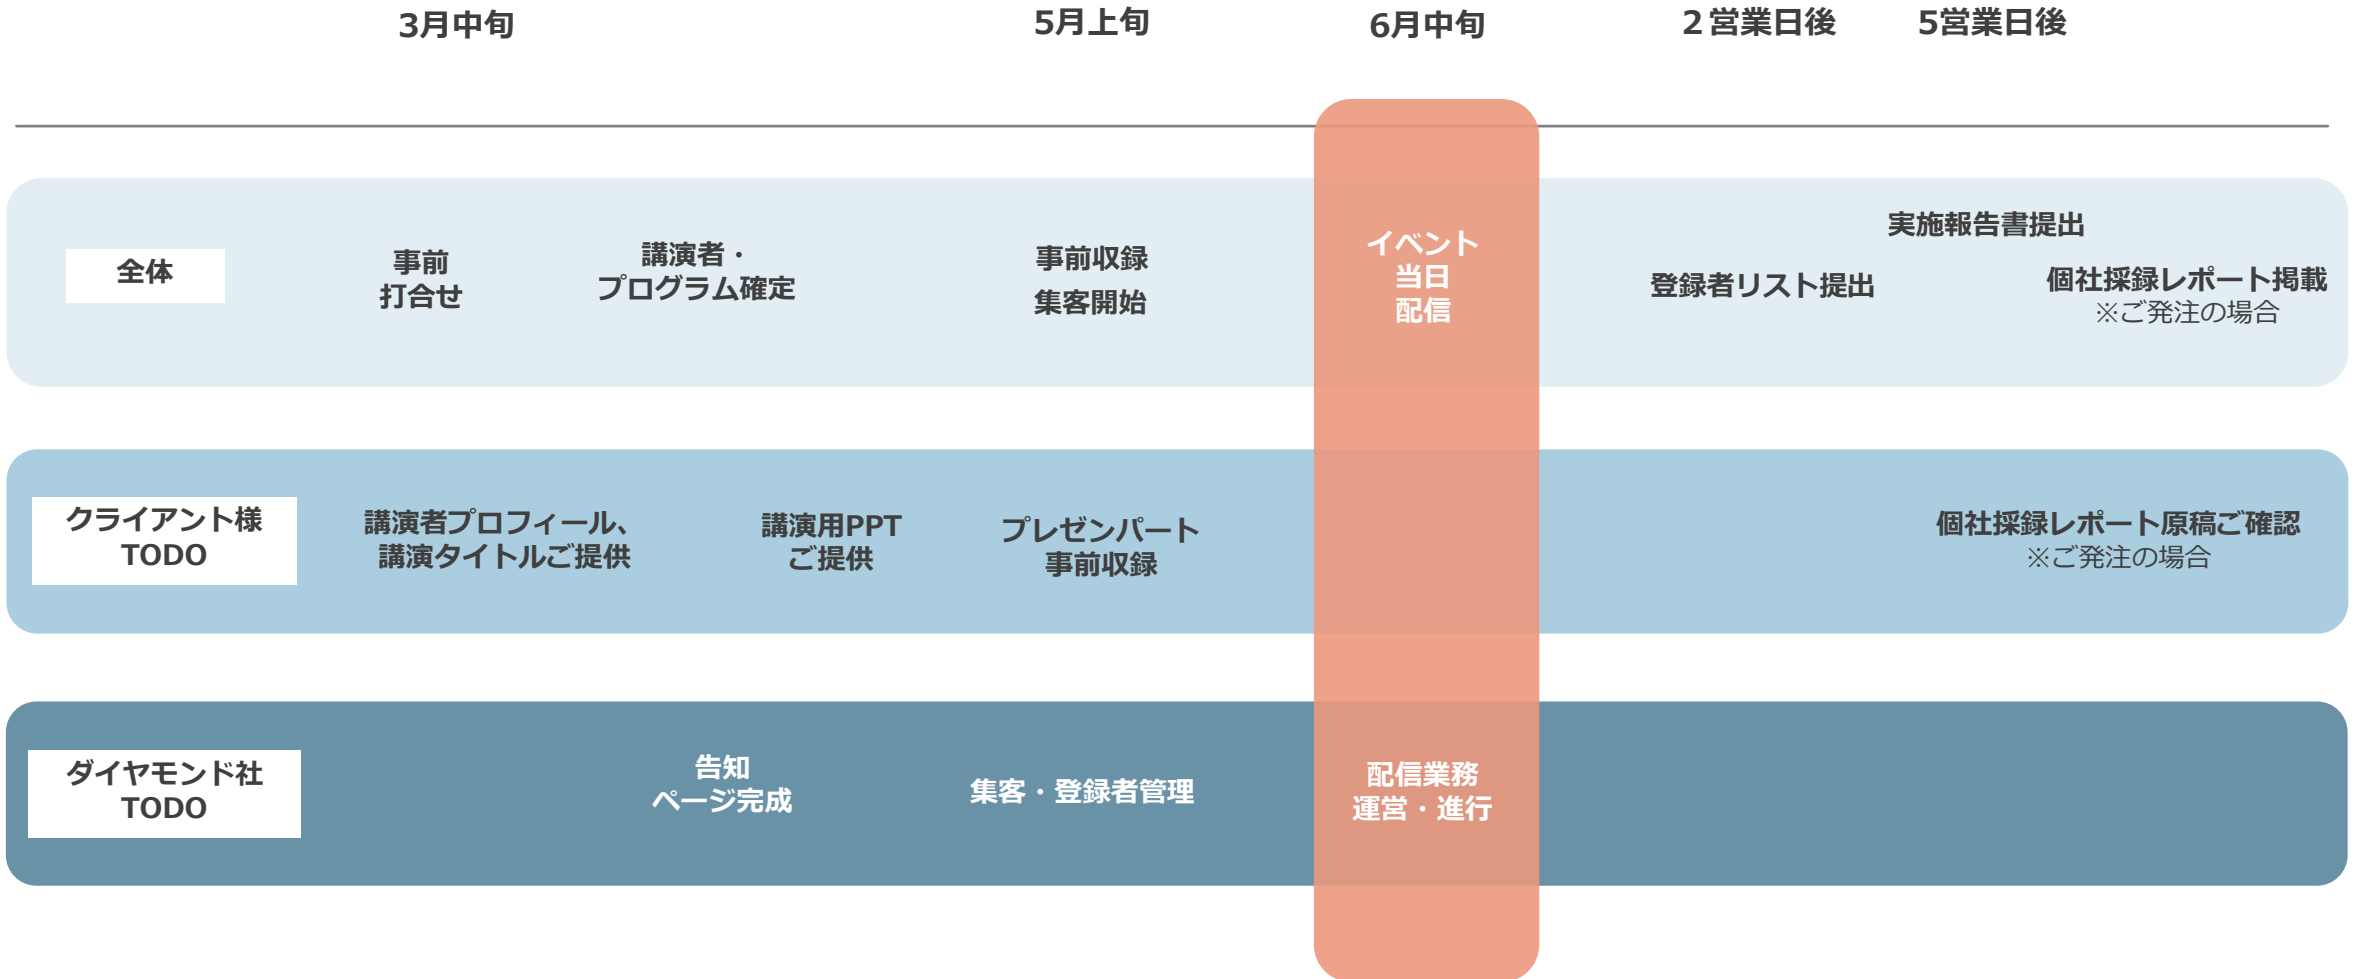 3月中旬
5月上旬
6月中旬
2営業日後
5営業日後
全体
事前
打合せ
講演者・
プログラム確定
事前収録
集客開始
イベント
当日
配信
登録者リスト提出
実施報告書提出
個社採録レポート掲載
※ご発注の場合
クライアント様
TODO
講演者プロフィール、
講演タイトルご提供
講演用PPT
ご提供
プレゼンパート
事前収録
個社採録レポート原稿ご確認
※ご発注の場合
ダイヤモンド社
TODO
告知
ページ完成
集客・登録者管理
配信業務
運営・進行